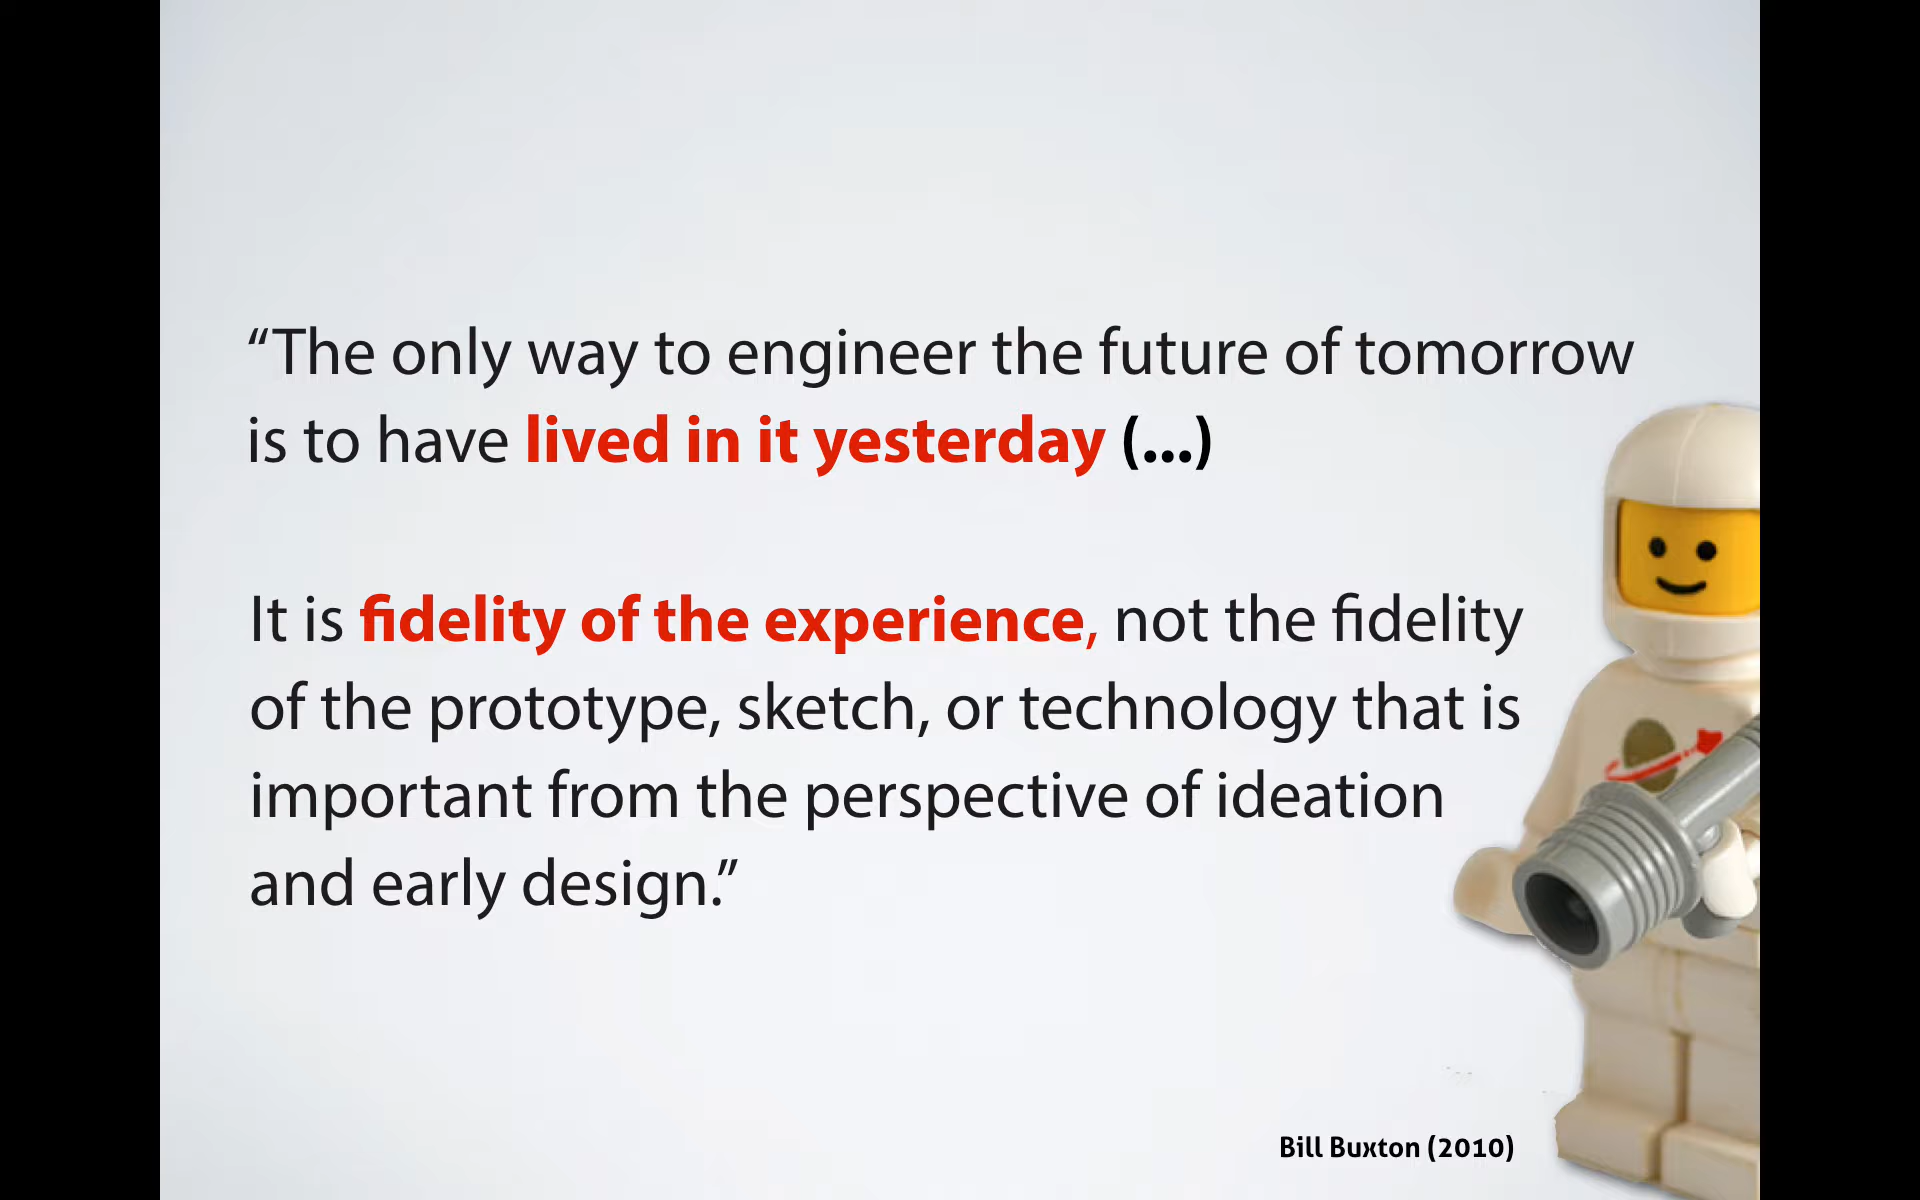 “The only way to engineer the future of tomorrow
is to have lived in it yesterday (...)
It is fidelity of the experience, not the fidelity
of the prototype, sketch, or technology that is
important from the perspective of ideation
and early design.”
Bill Buxton (2010)